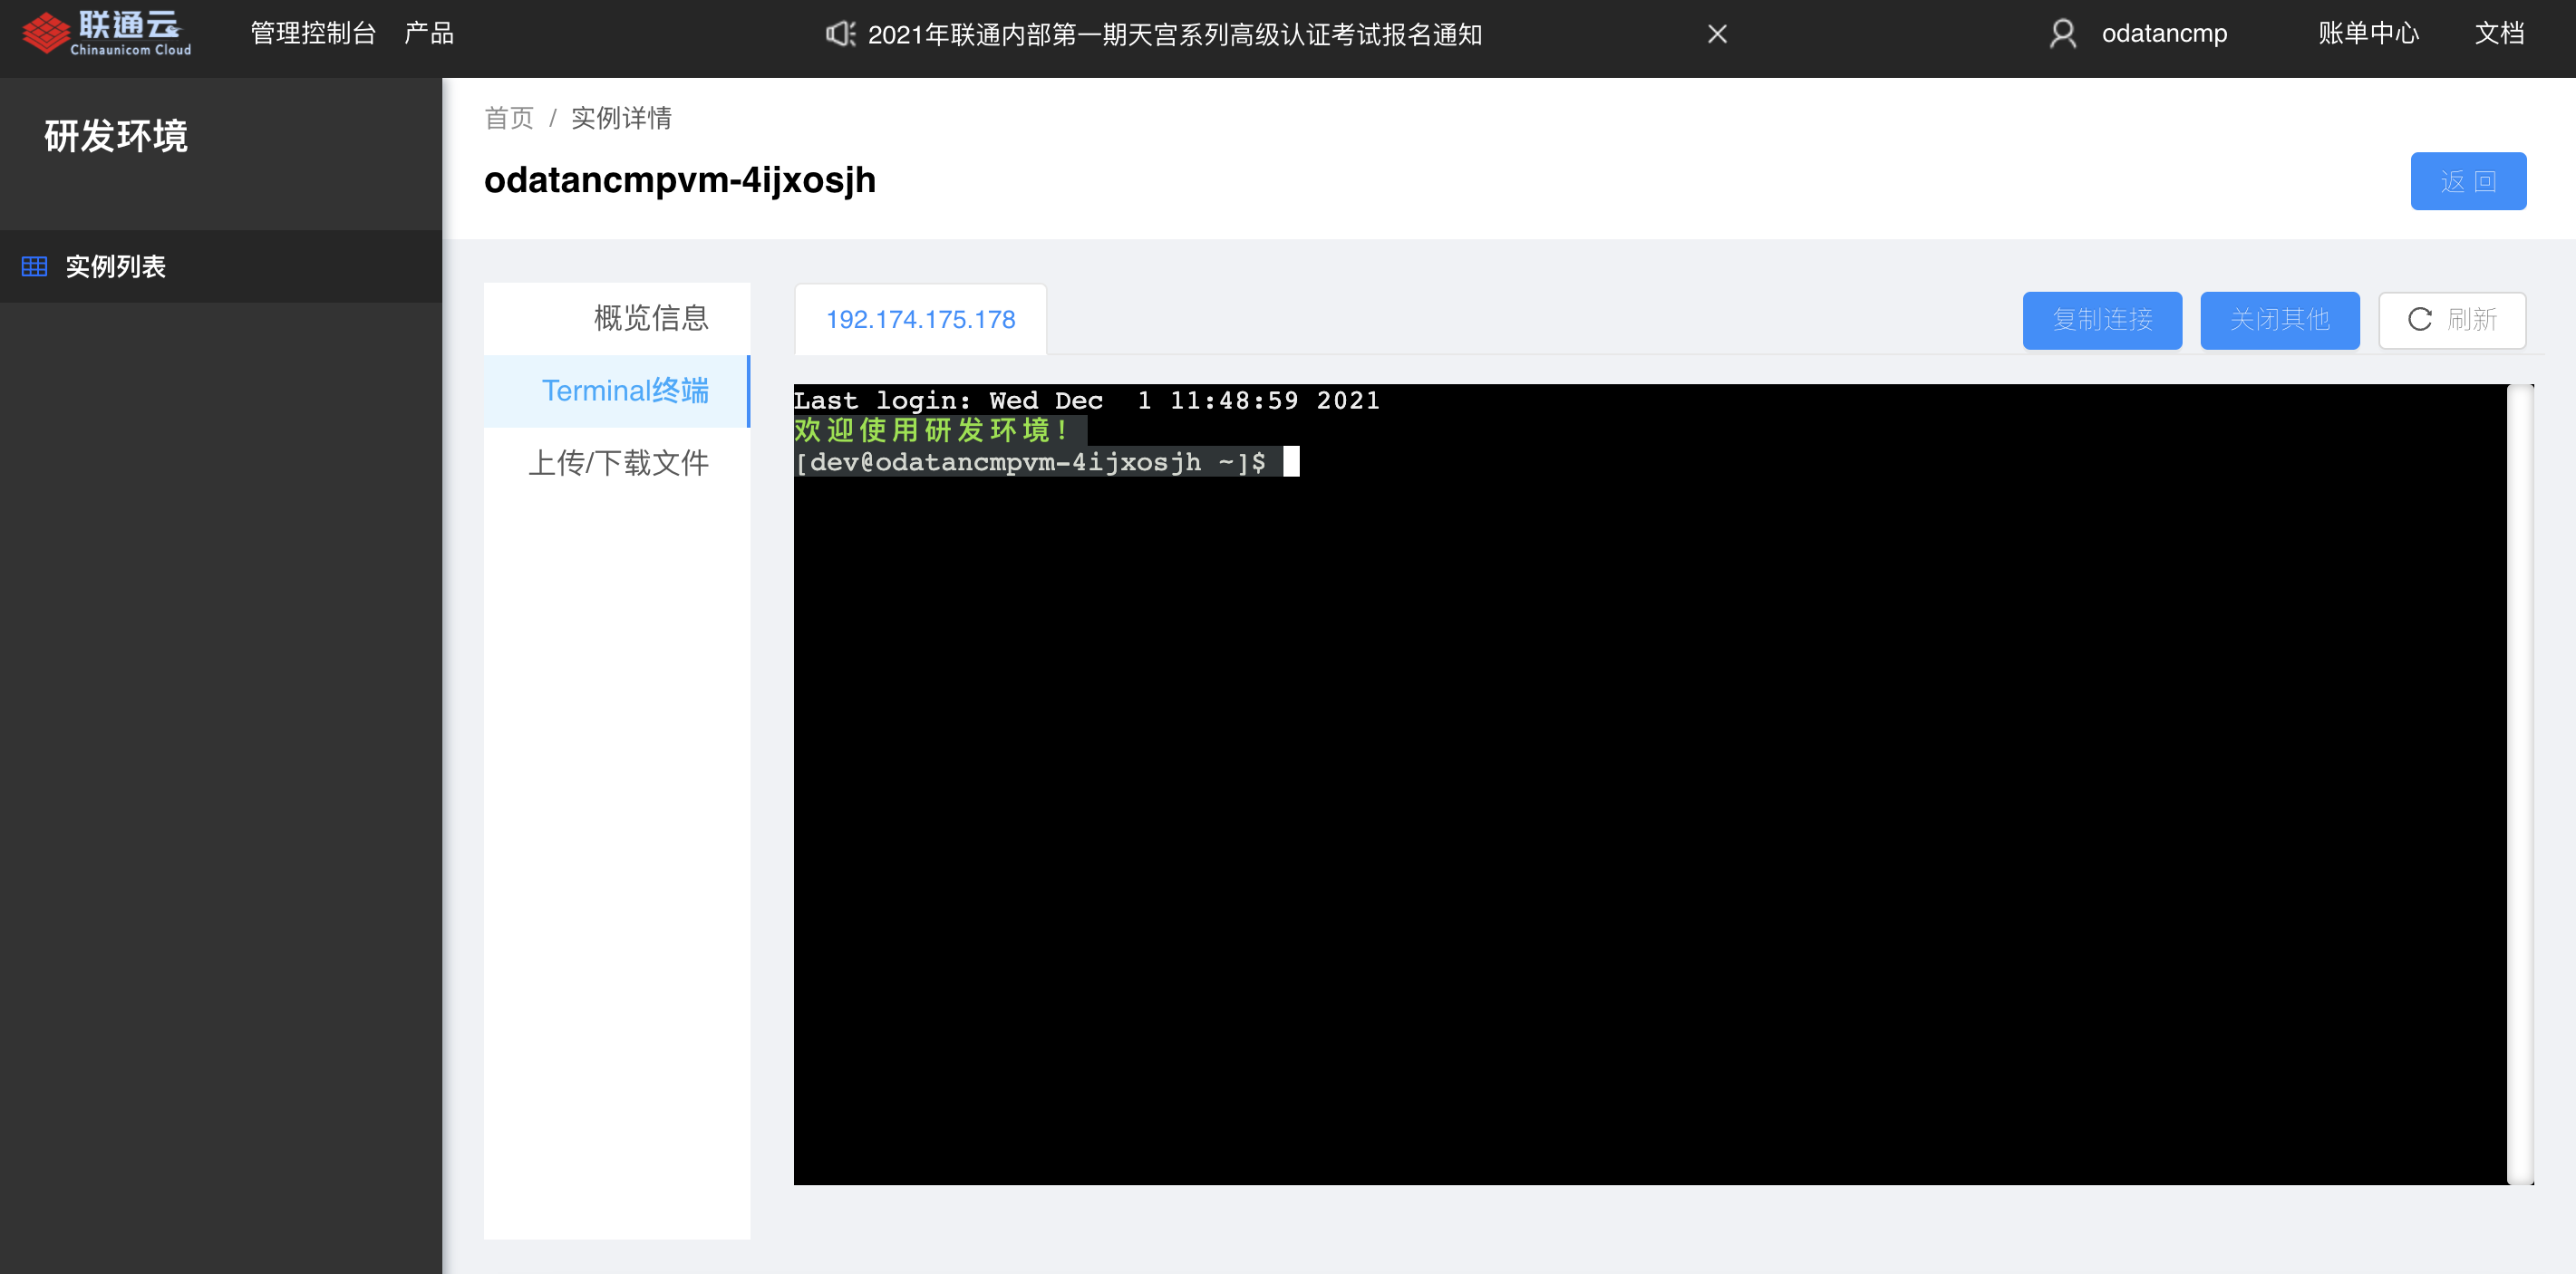 联通云
Chinaunicom Cloud
管理控制台 产品
2021年联通内部第一期天宫系列高级认证考试报名通知
odatancmp
账单中心 文档
研发环境
实例列表
首页 / 实例详情
odatancmpvm-4ijxosjh
返 回
概览信息
Terminal终端
上传/下载文件
192.174.175.178
复制连接 关闭其他 刷新
Last login: Wed Dec  1 11:48:59 2021
欢迎使用研发环境!
[dev@odatancmpvm-4ijxosjh ~]$